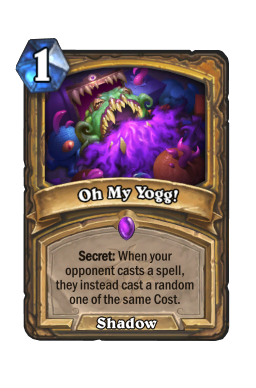 1
Oh My Yogg!
Secret: When your
opponent casts a spell,
they instead cast a random
one of the same Cost.
Shadow